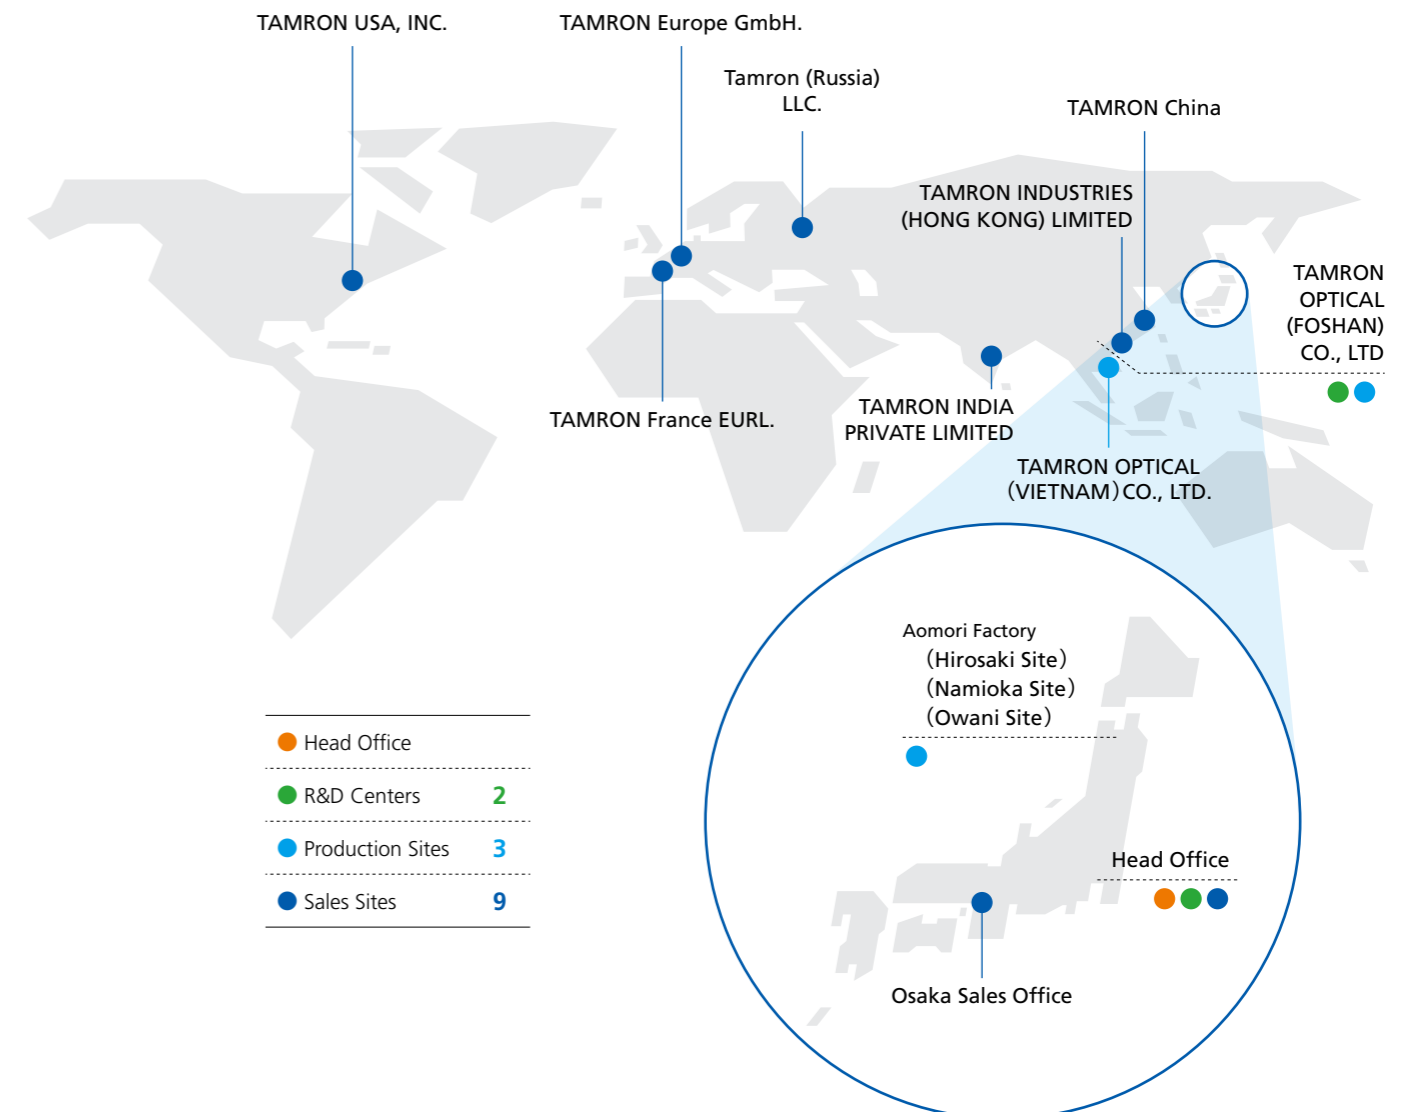 TAMRON USA, INC.
TAMRON Europe GmbH.
Tamron (Russia)
LLC.
TAMRON China
TAMRON INDUSTRIES
(HONG KONG) LIMITED
TAMRON
OPTICAL
(FOSHAN)
CO., LTD
TAMRON France EURL.
TAMRON INDIA
PRIVATE LIMITED
TAMRON OPTICAL
（VIETNAM）CO., LTD.
Aomori Factory
（Hirosaki Site）
（Namioka Site）
（Owani Site）
Head Office
Osaka Sales Office
Head Office
R&D Centers 2
Production Sites 3
Sales Sites 9